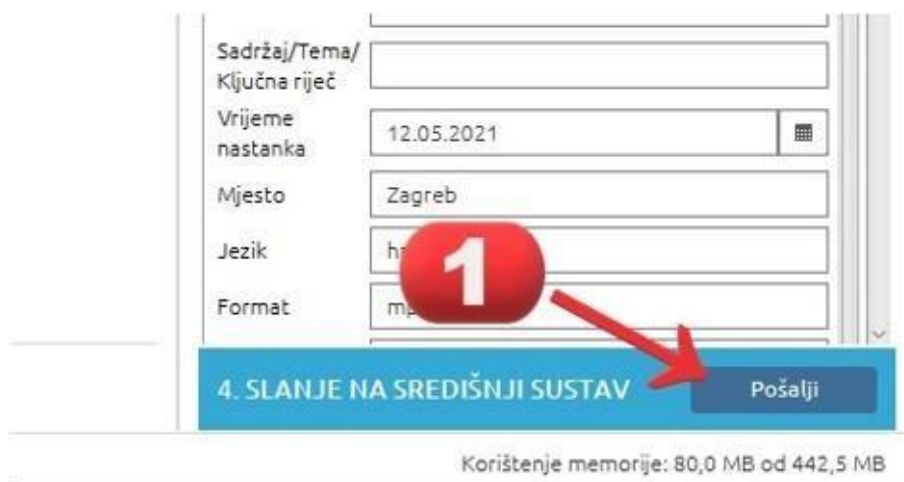 Sadržaj/Tema/
Ključna riječ
Vrijeme
nastanka
12.05.2021
Mjesto
Zagreb
Jezik
Format
1
4. SLANJE NA SREDIŠNJI SUSTAV
Pošalji
Korištenje memorije: 80,0 MB od 442,5 MB